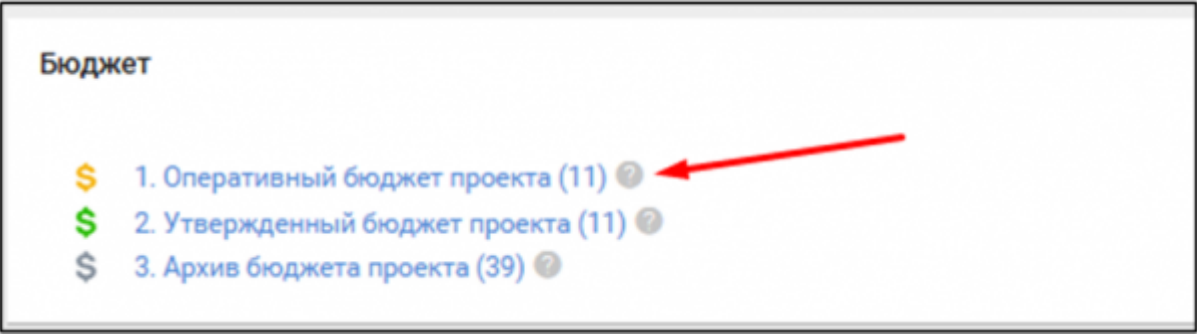 Бюджет
$ 1. Оперативный бюджет проекта (11) ?
$ 2. Утвержденный бюджет проекта (11) ?
$ 3. Архив бюджета проекта (39) ?